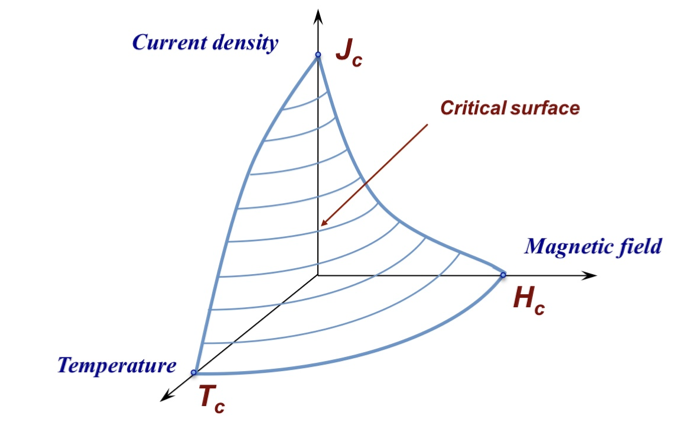 Current density
Jc
Critical surface
Magnetic field
Hc
Temperature
Tc